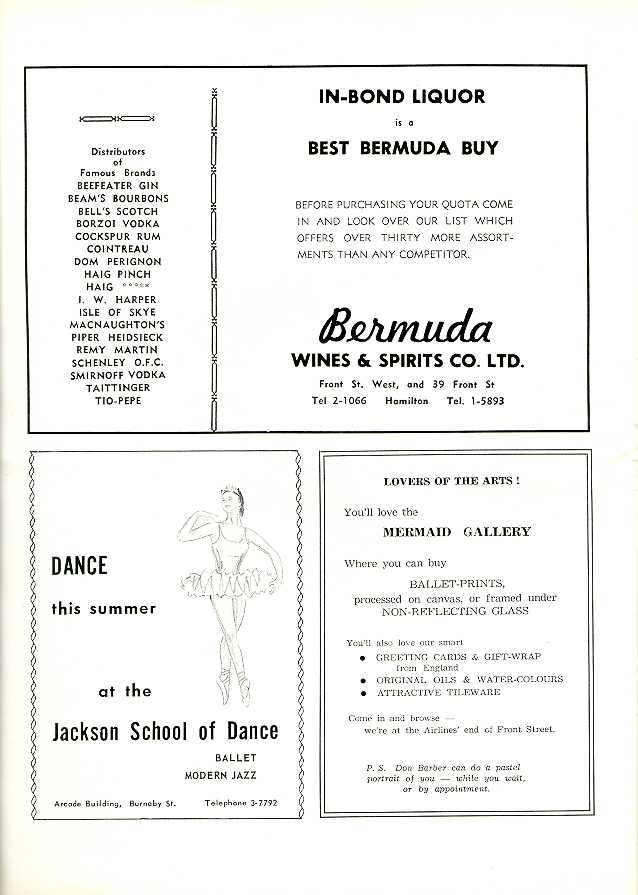 Distributors
of
Famous Brands
BEEFEATER GIN
BEAM'S BOURBONS
BELL'S SCOTCH
BORZOI VODKA
COCKSPUR RUM
COINTREAU
DOM PERIGNON
HAIG PINCH
HAIG *****
I. W. HARPER
ISLE OF SKYE
MACNAUGHTON'S
PIPER HEIDSIECK
REMY MARTIN
SCHENLEY O.F.C.
SMIRNOFF VODKA
TAITTINGER
TIO-PEPE
IN-BOND LIQUOR
is a
BEST BERMUDA BUY
BEFORE PURCHASING YOUR QUOTA COME
IN AND LOOK OVER OUR LIST WHICH
OFFERS OVER THIRTY MORE ASSORT-
MENTS THAN ANY COMPETITOR.
Bermuda
WINES & SPIRITS CO. LTD.
Front St. West, and 39 Front St
Tel 2-1066 Hamilton Tel. 1-5893
DANCE
this summer
at the
Jackson School of Dance
BALLET
MODERN JAZZ
Arcade Building, Burnaby St. Telephone 3-7792
LOVERS OF THE ARTS !
You'll love the
MERMAID GALLERY
Where you can buy
BALLET-PRINTS,
processed on canvas, or framed under
NON-REFLECTING GLASS
You'll also love our smart
● GREETING CARDS & GIFT-WRAP
from England
● ORIGINAL OILS & WATER-COLOURS
● ATTRACTIVE TILEWARE
Come in and browse —
we're at the Airlines' end of Front Street.
P. S. Don Barber can do a pastel
portrait of you — while you wait,
or by appointment.